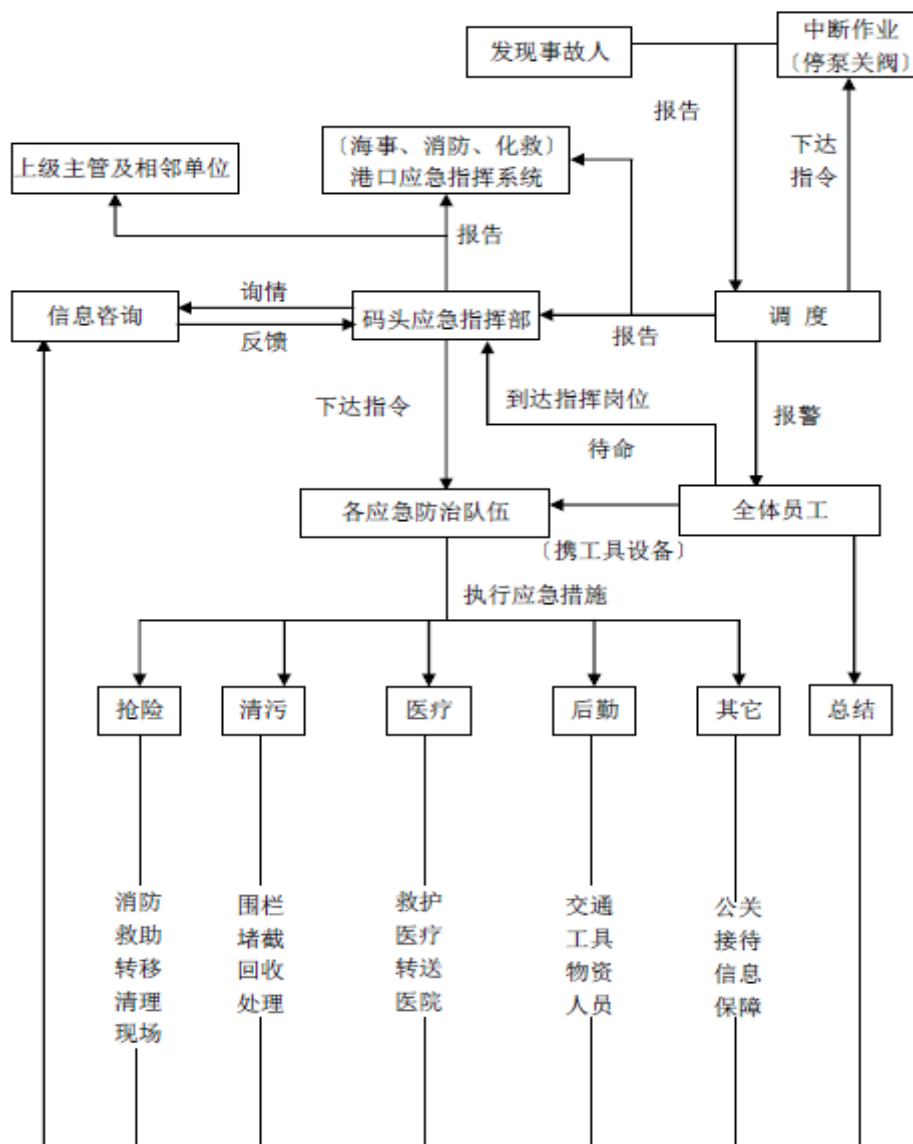 中断作业
〔停泵关阀〕
发现事故人
报告
下达
指令
〔海事、消防、化救〕
港口应急指挥系统
上级主管及相邻单位
报告
询情
信息咨询
码头应急指挥部
调 度
反馈
报告
下达指令
到达指挥岗位
待命
报警
各应急防治队伍
全体员工
〔携工具设备〕
执行应急措施
抢险
清污
医疗
后勤
其它
总结
消防
救助
转移
清理
现场
围栏
堵截
回收
处理
救护
医疗
转送
医院
交通
工具
物资
人员
公关
接待
信息
保障